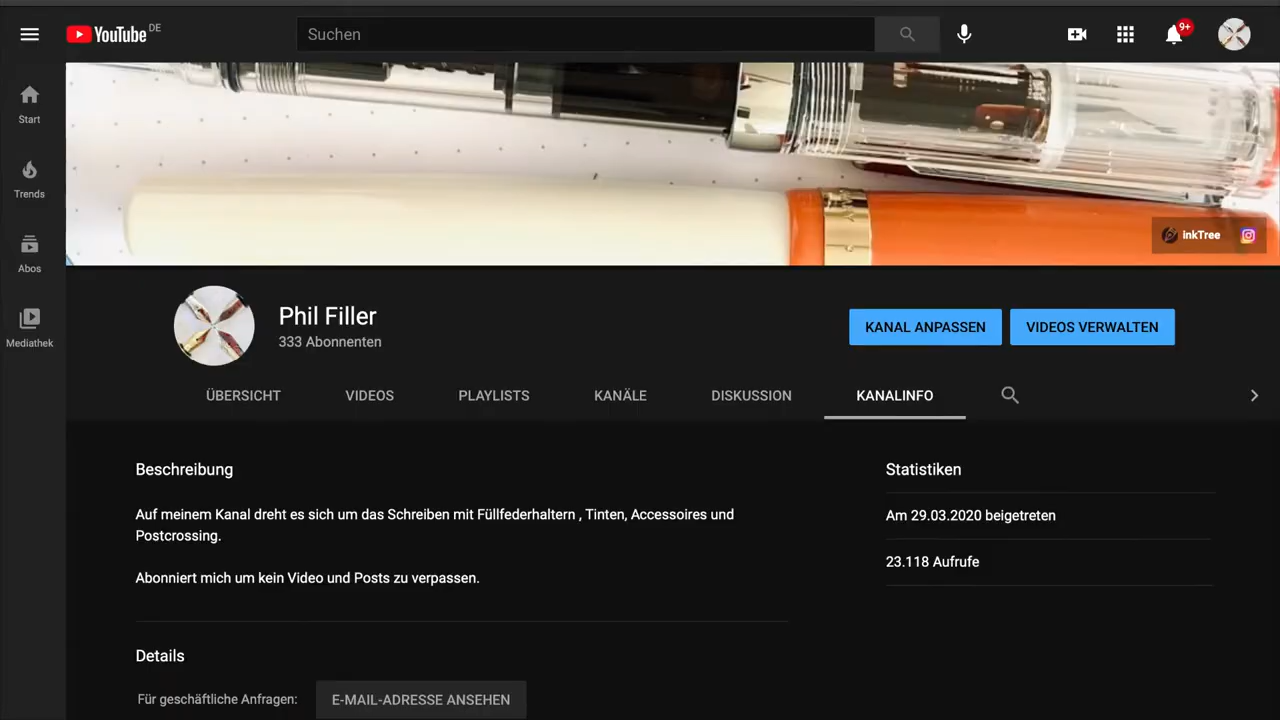 YouTube DE
Suchen
9+
Start
Trends
Abos
Mediathek
inkTree
Phil Filler
333 Abonnenten
KANAL ANPASSEN
VIDEOS VERWALTEN
ÜBERSICHT
VIDEOS
PLAYLISTS
KANÄLE
DISKUSSION
KANALINFO
Beschreibung
Auf meinem Kanal dreht es sich um das Schreiben mit Füllfederhaltern , Tinten, Accessoires und
Postcrossing.
Abonniert mich um kein Video und Posts zu verpassen.
Details
Für geschäftliche Anfragen:
E-MAIL-ADRESSE ANSEHEN
Statistiken
Am 29.03.2020 beigetreten
23.118 Aufrufe